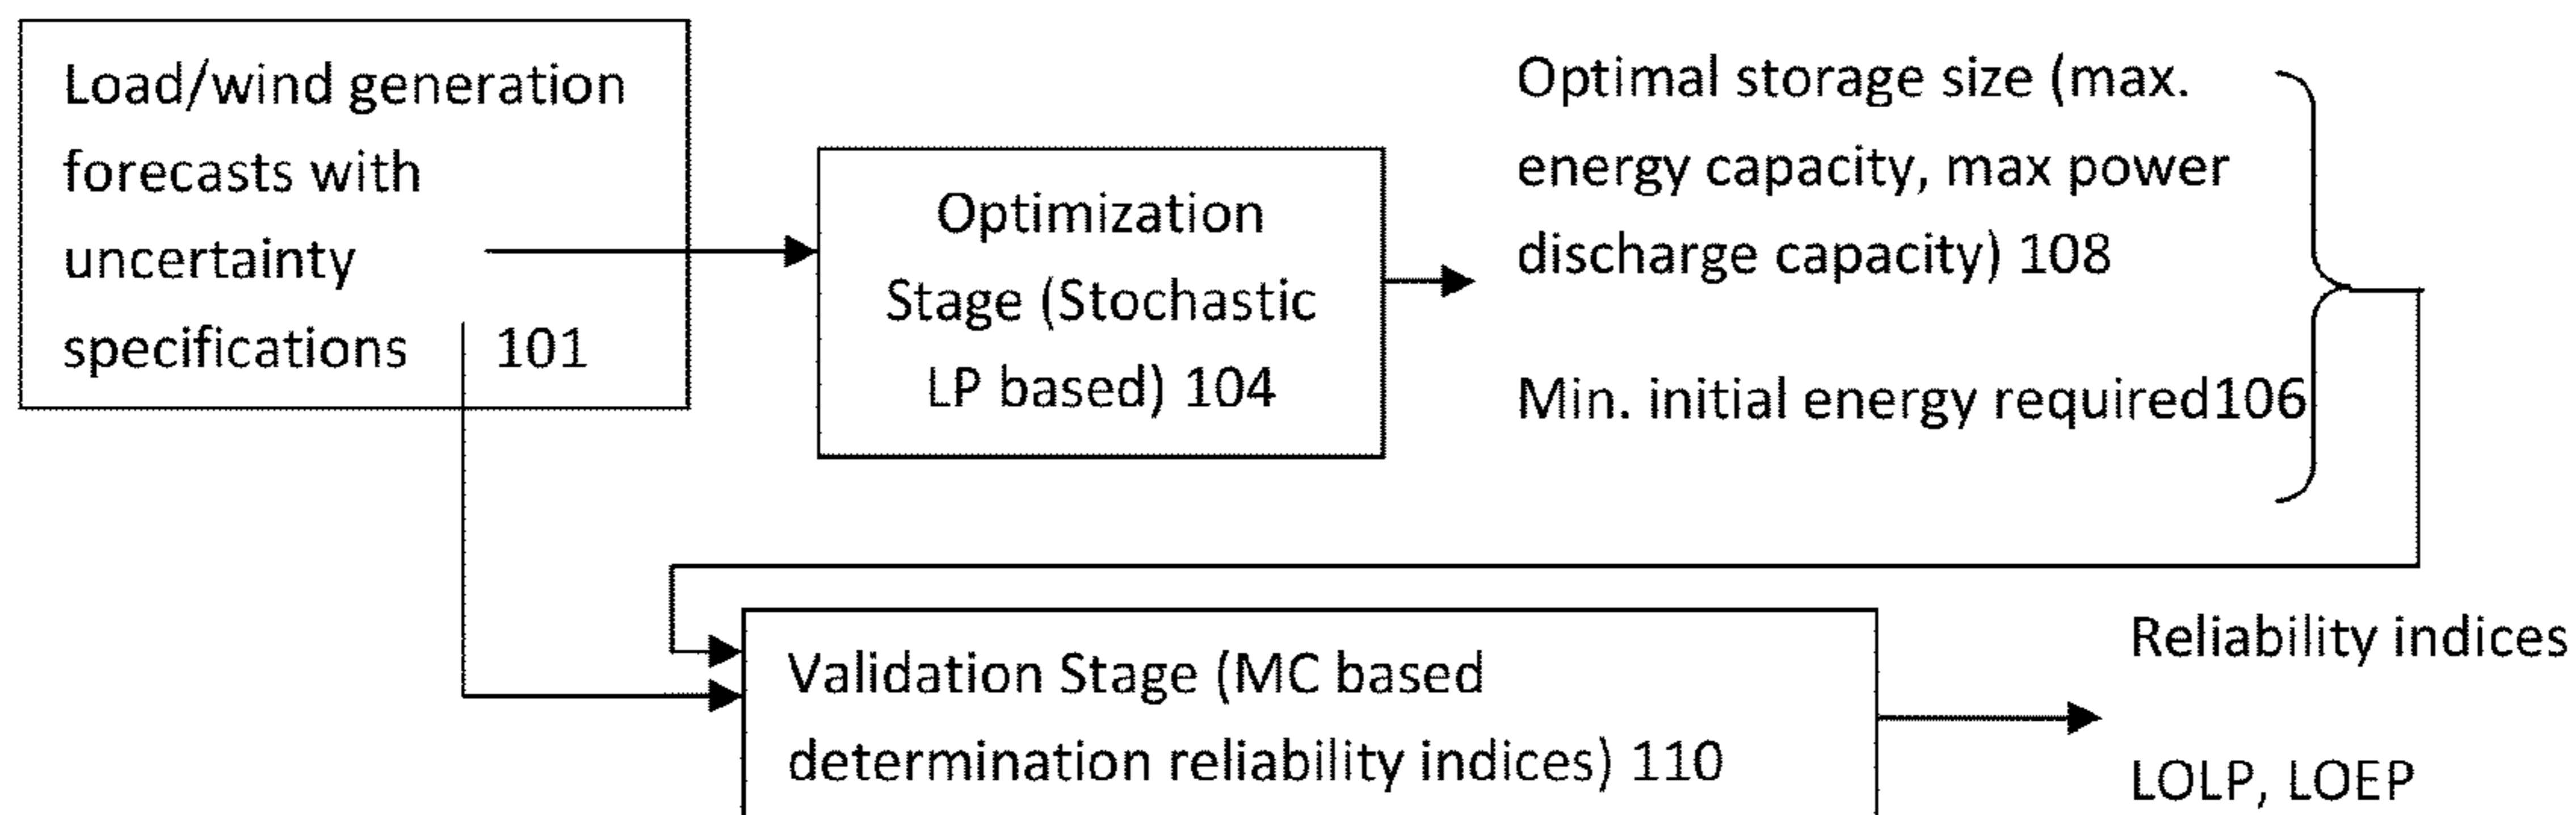 Load/wind generation
forecasts with
uncertainty
specifications 101
Optimization
Stage (Stochastic
LP based) 104
Optimal storage size (max.
energy capacity, max power
discharge capacity) 108
Min. initial energy required106
Validation Stage (MC based
determination reliability indices) 110
Reliability indices
LOLP, LOEP